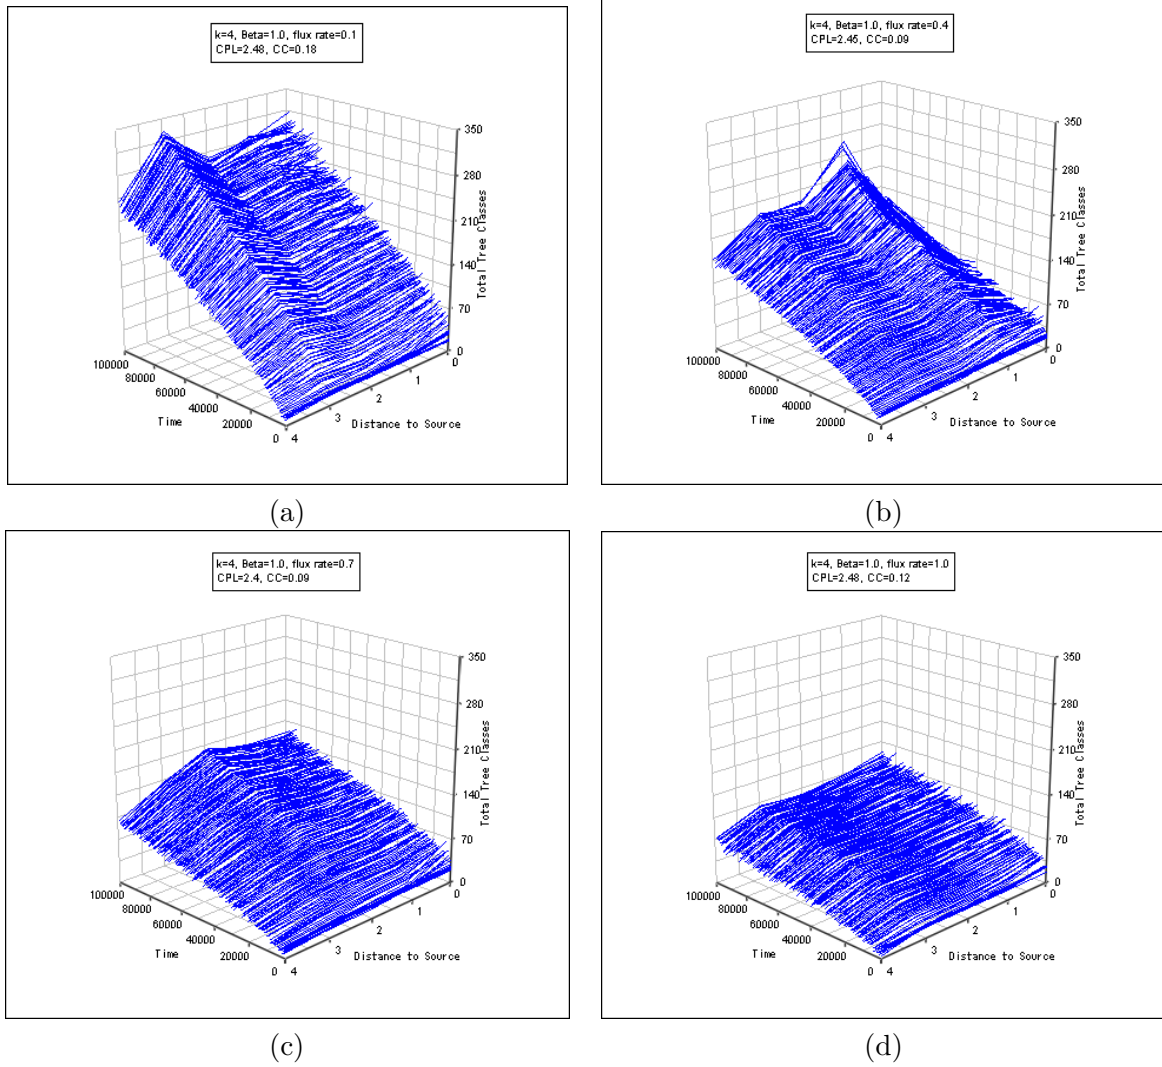 k=4, Beta=1.0, flux rate=0.1
CPL=2.48, CC=0.18
350
280
210
140
70
0
Total Tree Classes
100000
80000
60000
40000
20000
0
Time
4
3
2
1
0
Distance to Source
(a)
k=4, Beta=1.0, flux rate=0.4
CPL=2.45, CC=0.09
350
280
210
140
70
0
Total Tree Classes
100000
80000
60000
40000
20000
0
Time
4
3
2
1
0
Distance to Source
(b)
k=4, Beta=1.0, flux rate=0.7
CPL=2.4, CC=0.09
350
280
210
140
70
0
Total Tree Classes
100000
80000
60000
40000
20000
0
Time
4
3
2
1
0
Distance to Source
(c)
k=4, Beta=1.0, flux rate=1.0
CPL=2.48, CC=0.12
350
280
210
140
70
0
Total Tree Classes
100000
80000
60000
40000
20000
0
Time
4
3
2
1
0
Distance to Source
(d)